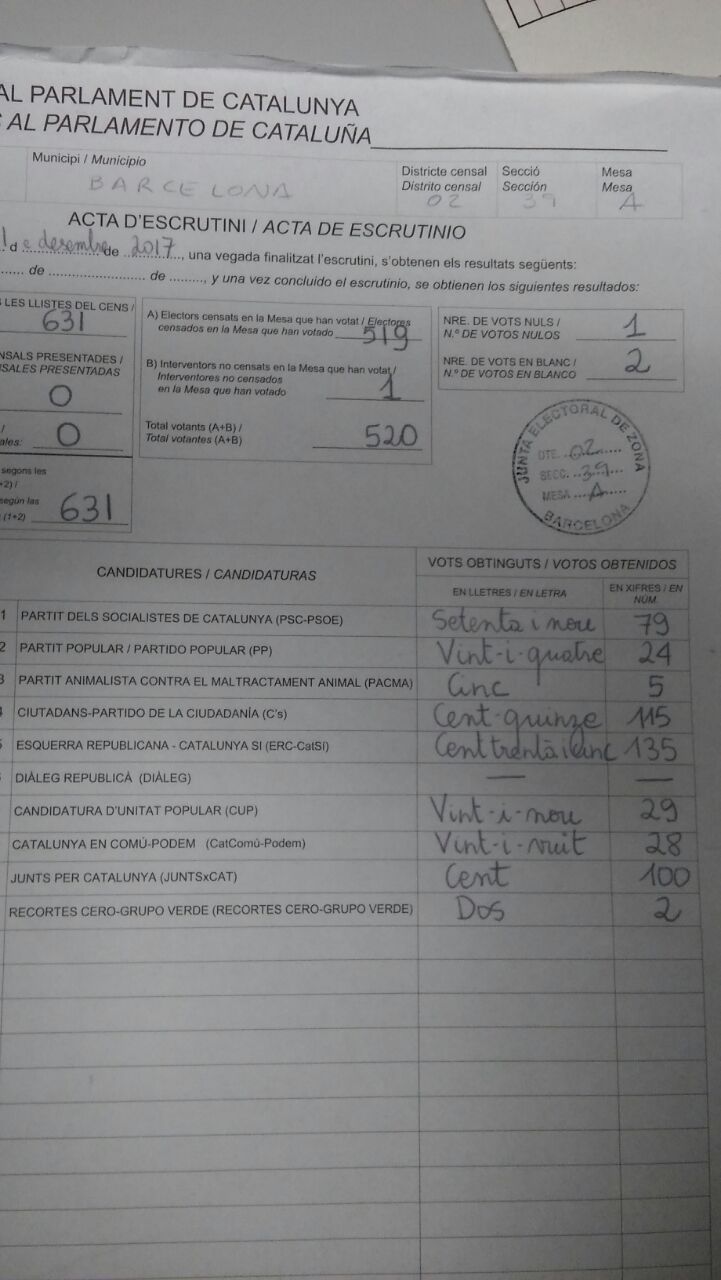 AL PARLAMENT DE CATALUNYA
AL PARLAMENTO DE CATALUÑA
Municipi / Municipio
BARCELONA
Districte censal
Distrito censal
02
Secció
Sección
39
Mesa
Mesa
A
ACTA D'ESCRUTINI / ACTA DE ESCRUTINIO
1 d e desembre de 2017, una vegada finalitzat l'escrutini, s'obtenen els resultats següents:
...... de ........................ de ........., y una vez concluido el escrutinio, se obtienen los siguientes resultados:
LES LLISTES DEL CENS /
631
NSALS PRESENTADES /
SALES PRESENTADAS
0
/
ales: 0
segons les
+2) /
según las
(1+2) 631
A) Electors censats en la Mesa que han votat / Electores
censados en la Mesa que han votado 519
B) Interventors no censats en la Mesa que han votat /
Interventores no censados
en la Mesa que han votado 1
Total votants (A+B) /
Total votantes (A+B) 520
NRE. DE VOTS NULS /
N.º DE VOTOS NULOS 1
NRE. DE VOTS EN BLANC /
N.º DE VOTOS EN BLANCO 2
JUNTA ELECTORAL DE ZONA
DTE. 02
SECC. 39
MESA A
BARCELONA
CANDIDATURES / CANDIDATURAS
VOTS OBTINGUTS / VOTOS OBTENIDOS
EN LLETRES / EN LETRA
EN XIFRES / EN
NÚM.
1 PARTIT DELS SOCIALISTES DE CATALUNYA (PSC-PSOE) Setenta i nou 79
PARTIT POPULAR / PARTIDO POPULAR (PP) Vint-i-quatre 24
PARTIT ANIMALISTA CONTRA EL MALTRACTAMENT ANIMAL (PACMA) Cinc 5
CIUTADANS-PARTIDO DE LA CIUDADANÍA (C's) Cent-quinze 115
ESQUERRA REPUBLICANA - CATALUNYA SI (ERC-CatSI) Cent trenta i cinc 135
DIÀLEG REPUBLICÀ (DIÀLEG) — —
CANDIDATURA D'UNITAT POPULAR (CUP) Vint-i-nou 29
CATALUNYA EN COMÚ-PODEM (CatComú-Podem) Vint-i-vuit 28
JUNTS PER CATALUNYA (JUNTSxCAT) Cent 100
RECORTES CERO-GRUPO VERDE (RECORTES CERO-GRUPO VERDE) Dos 2